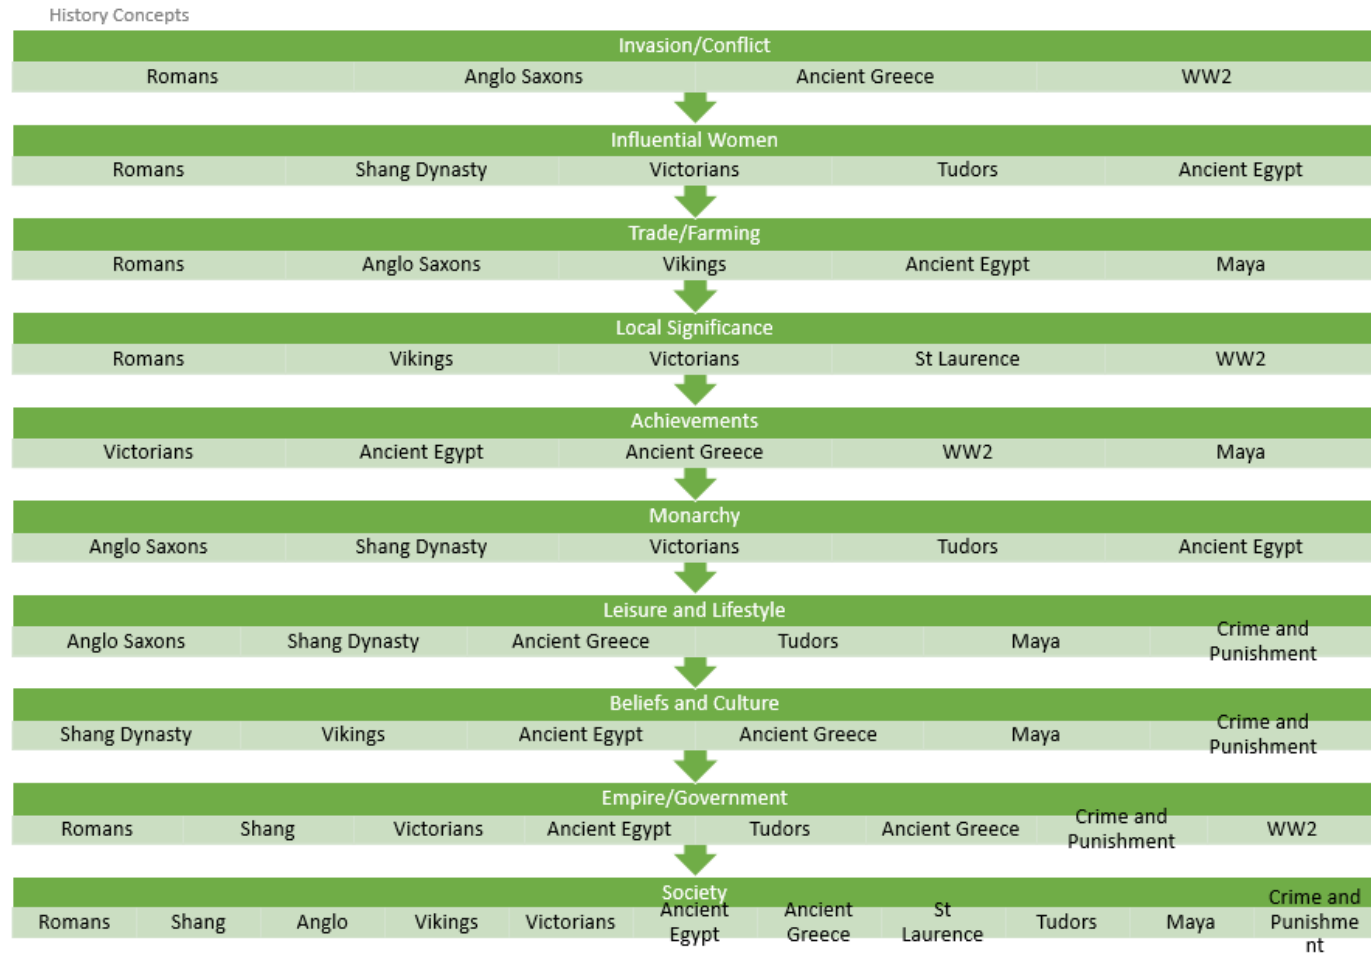 History Concepts
Invasion/Conflict
Romans Anglo Saxons Ancient Greece WW2
Influential Women
Romans Shang Dynasty Victorians Tudors Ancient Egypt
Trade/Farming
Romans Anglo Saxons Vikings Ancient Egypt Maya
Local Significance
Romans Vikings Victorians St Laurence WW2
Achievements
Victorians Ancient Egypt Ancient Greece WW2 Maya
Monarchy
Anglo Saxons Shang Dynasty Victorians Tudors Ancient Egypt
Leisure and Lifestyle
Anglo Saxons Shang Dynasty Ancient Greece Tudors Maya Crime and
Punishment
Beliefs and Culture
Shang Dynasty Vikings Ancient Egypt Ancient Greece Maya Crime and
Punishment
Empire/Government
Romans Shang Victorians Ancient Egypt Tudors Ancient Greece Crime and
Punishment WW2
Society
Romans Shang Anglo Vikings Victorians Ancient
Egypt Ancient
Greece St
Laurence Tudors Maya Crime and
Punishme
nt